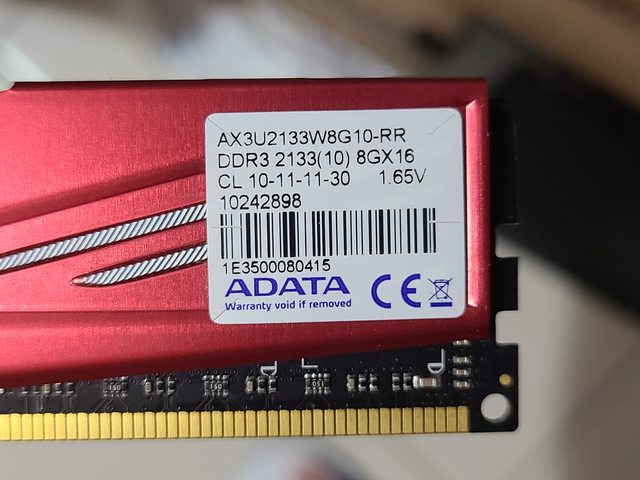 AX3U2133W8G10-RR
DDR3 2133(10) 8GX16
CL 10-11-11-30 1.65V
10242898
1E3500080415
ADATA
Warranty void if removed
CE